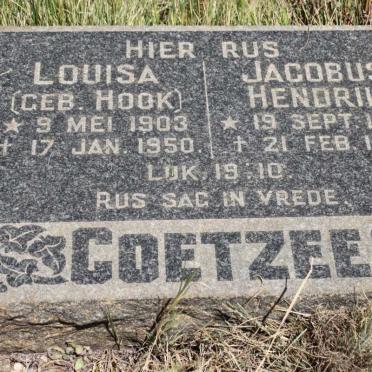 HIER RUS
LOUISA
(GEB. HOOK)
★ 9 MEI 1903
✝ 17 JAN. 1950.
JACOBUS
★ 19 SEPT
✝ 21 FEB.
LUK. 19:10.
RUS SAG IN VREDE.
COETZEE